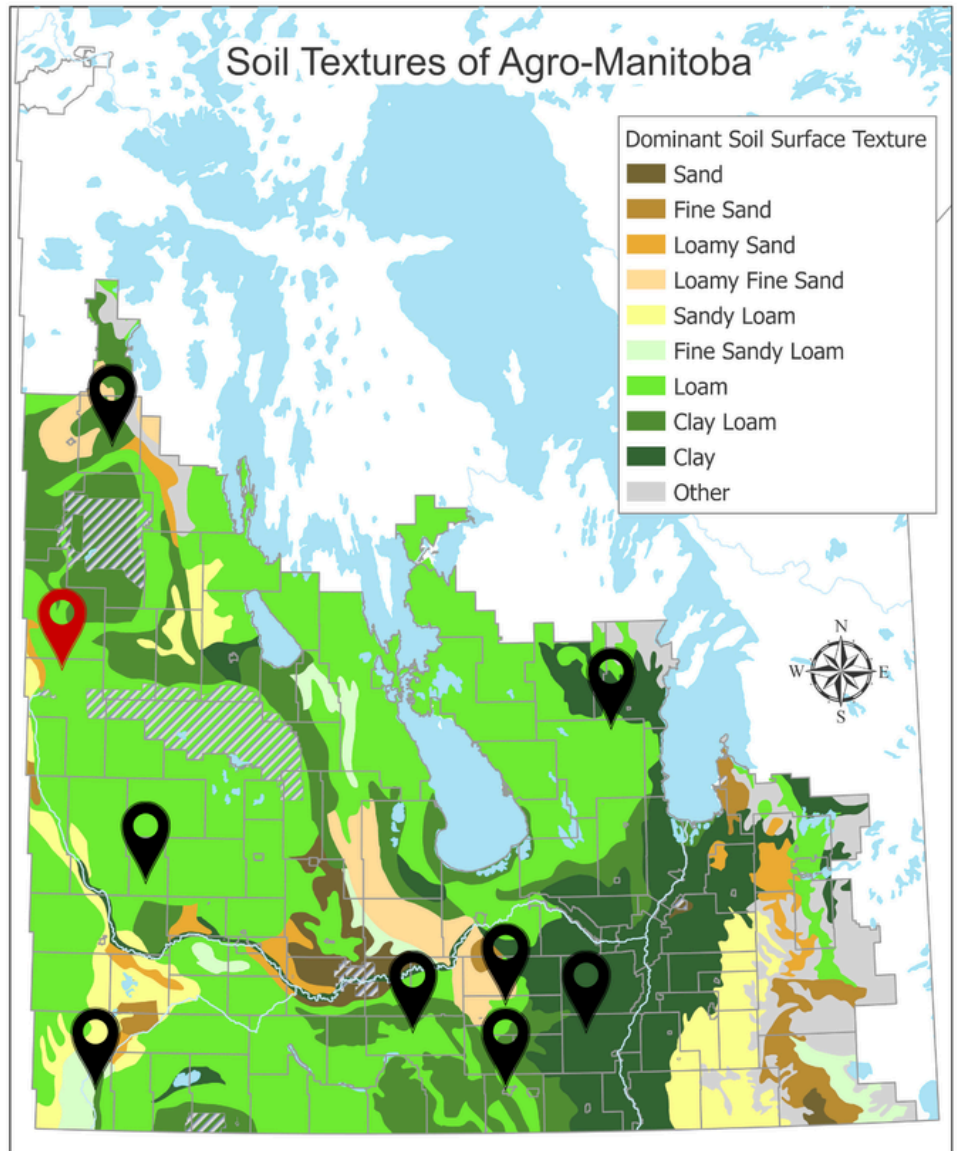 Soil Textures of Agro-Manitoba
Dominant Soil Surface Texture
Sand
Fine Sand
Loamy Sand
Loamy Fine Sand
Sandy Loam
Fine Sandy Loam
Loam
Clay Loam
Clay
Other
N
W E
S